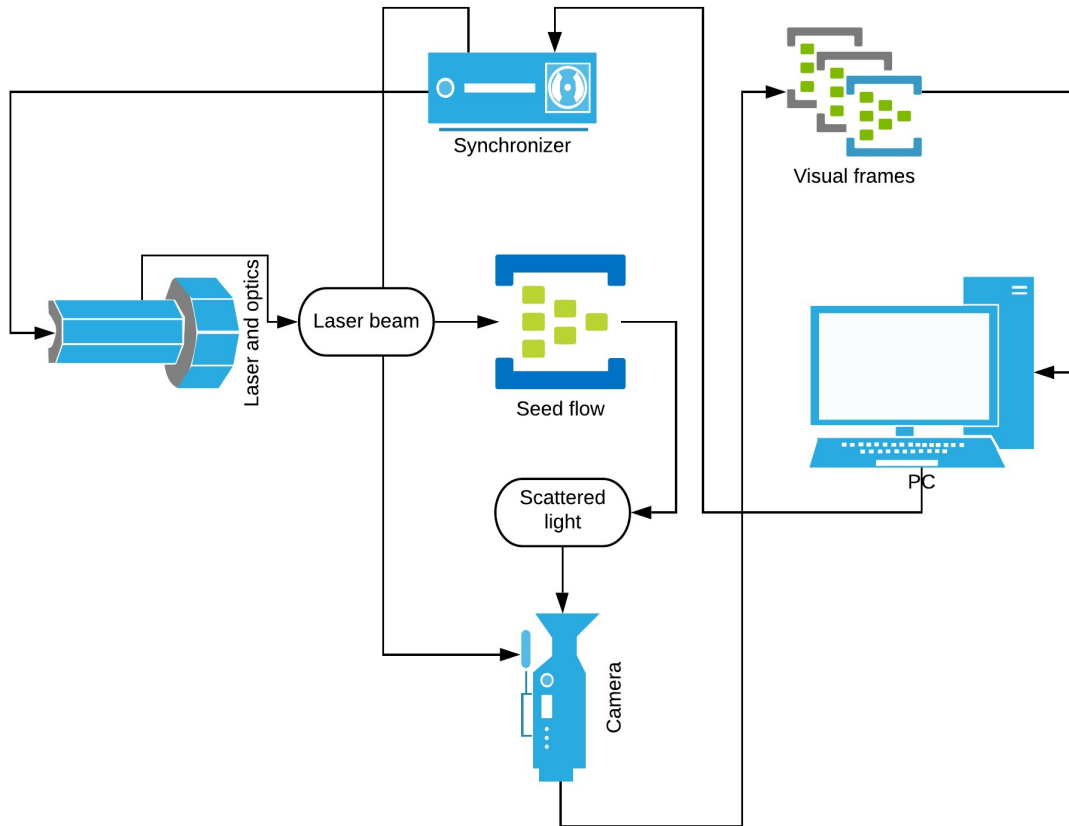 Synchronizer
Visual frames
Laser and optics
Laser beam
Seed flow
PC
Scattered
light
Camera